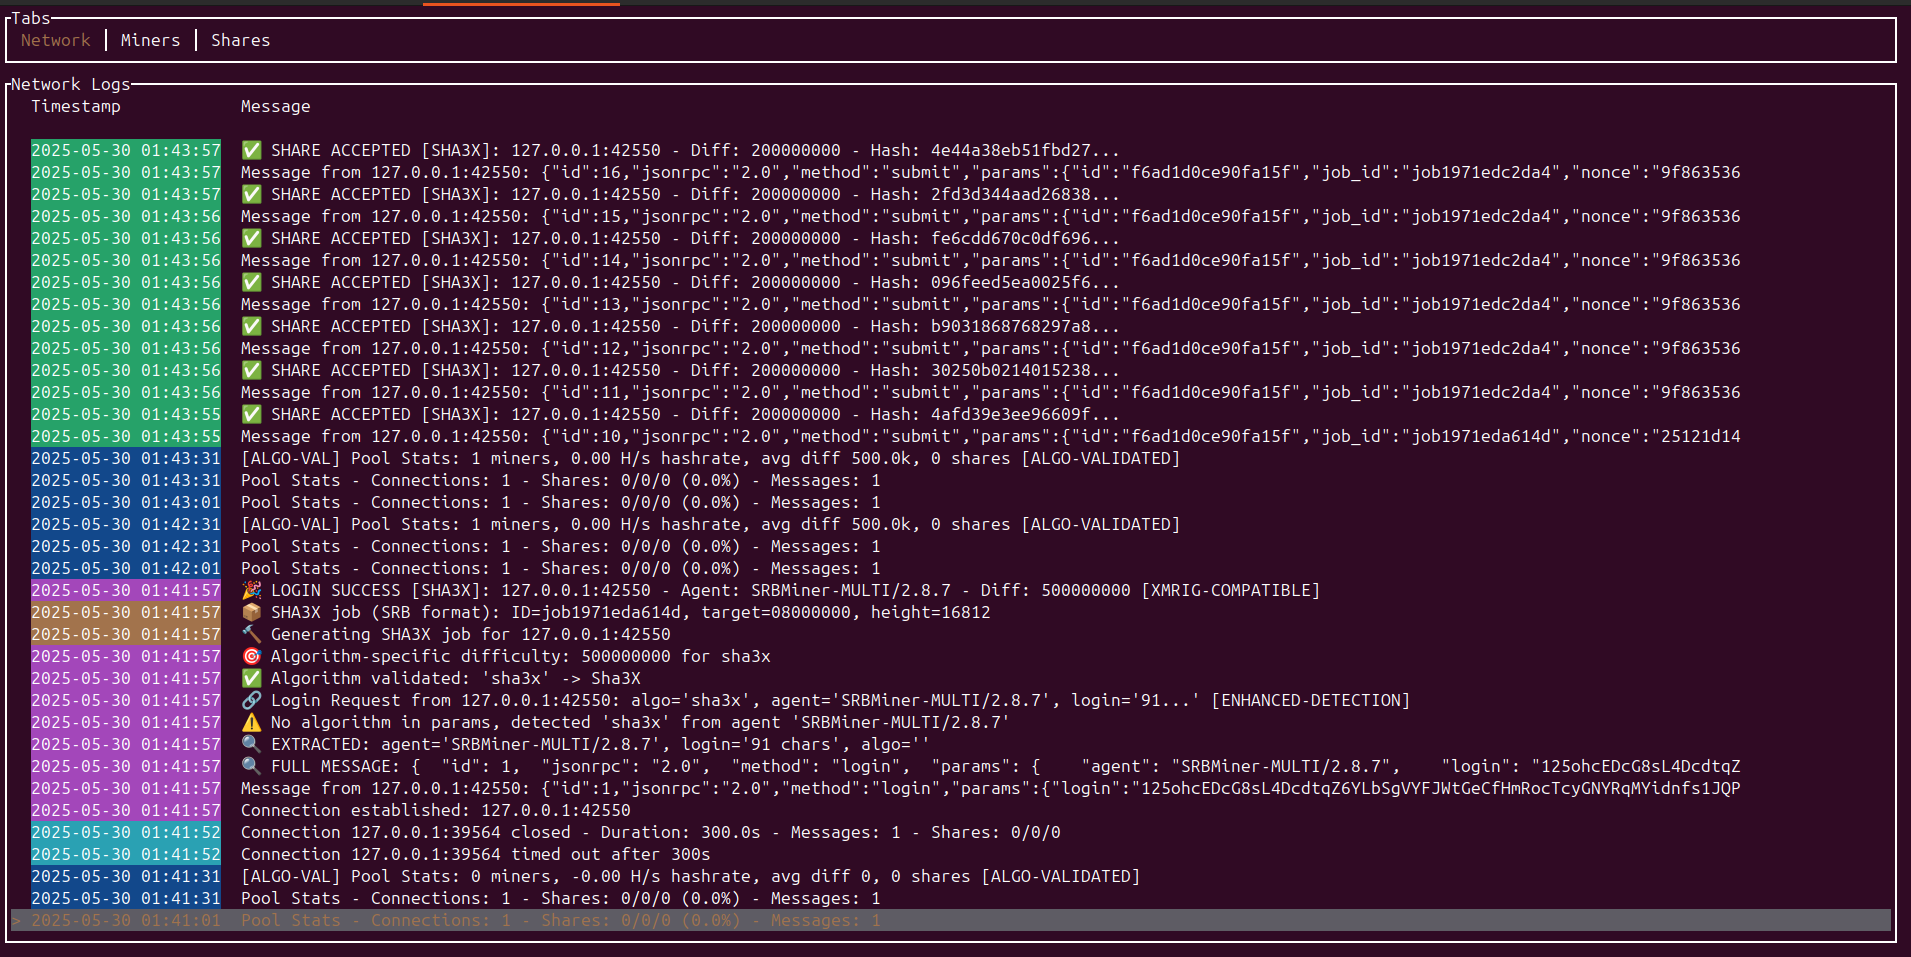 Tabs
Network │ Miners │ Shares
Network Logs
Timestamp Message
2025-05-30 01:43:57 ✅ SHARE ACCEPTED [SHA3X]: 127.0.0.1:42550 - Diff: 200000000 - Hash: 4e44a38eb51fbd27...
2025-05-30 01:43:57 Message from 127.0.0.1:42550: {"id":16,"jsonrpc":"2.0","method":"submit","params":{"id":"f6ad1d0ce90fa15f","job_id":"job1971edc2da4","nonce":"9f863536
2025-05-30 01:43:57 ✅ SHARE ACCEPTED [SHA3X]: 127.0.0.1:42550 - Diff: 200000000 - Hash: 2fd3d344aad26838...
2025-05-30 01:43:56 Message from 127.0.0.1:42550: {"id":15,"jsonrpc":"2.0","method":"submit","params":{"id":"f6ad1d0ce90fa15f","job_id":"job1971edc2da4","nonce":"9f863536
2025-05-30 01:43:56 ✅ SHARE ACCEPTED [SHA3X]: 127.0.0.1:42550 - Diff: 200000000 - Hash: fe6cdd670c0df696...
2025-05-30 01:43:56 Message from 127.0.0.1:42550: {"id":14,"jsonrpc":"2.0","method":"submit","params":{"id":"f6ad1d0ce90fa15f","job_id":"job1971edc2da4","nonce":"9f863536
2025-05-30 01:43:56 ✅ SHARE ACCEPTED [SHA3X]: 127.0.0.1:42550 - Diff: 200000000 - Hash: 096feed5ea0025f6...
2025-05-30 01:43:56 Message from 127.0.0.1:42550: {"id":13,"jsonrpc":"2.0","method":"submit","params":{"id":"f6ad1d0ce90fa15f","job_id":"job1971edc2da4","nonce":"9f863536
2025-05-30 01:43:56 ✅ SHARE ACCEPTED [SHA3X]: 127.0.0.1:42550 - Diff: 200000000 - Hash: b9031868768297a8...
2025-05-30 01:43:56 Message from 127.0.0.1:42550: {"id":12,"jsonrpc":"2.0","method":"submit","params":{"id":"f6ad1d0ce90fa15f","job_id":"job1971edc2da4","nonce":"9f863536
2025-05-30 01:43:56 ✅ SHARE ACCEPTED [SHA3X]: 127.0.0.1:42550 - Diff: 200000000 - Hash: 30250b0214015238...
2025-05-30 01:43:56 Message from 127.0.0.1:42550: {"id":11,"jsonrpc":"2.0","method":"submit","params":{"id":"f6ad1d0ce90fa15f","job_id":"job1971edc2da4","nonce":"9f863536
2025-05-30 01:43:55 ✅ SHARE ACCEPTED [SHA3X]: 127.0.0.1:42550 - Diff: 200000000 - Hash: 4afd39e3ee96609f...
2025-05-30 01:43:55 Message from 127.0.0.1:42550: {"id":10,"jsonrpc":"2.0","method":"submit","params":{"id":"f6ad1d0ce90fa15f","job_id":"job1971eda614d","nonce":"25121d14
2025-05-30 01:43:31 [ALGO-VAL] Pool Stats: 1 miners, 0.00 H/s hashrate, avg diff 500.0k, 0 shares [ALGO-VALIDATED]
2025-05-30 01:43:31 Pool Stats - Connections: 1 - Shares: 0/0/0 (0.0%) - Messages: 1
2025-05-30 01:43:01 Pool Stats - Connections: 1 - Shares: 0/0/0 (0.0%) - Messages: 1
2025-05-30 01:42:31 [ALGO-VAL] Pool Stats: 1 miners, 0.00 H/s hashrate, avg diff 500.0k, 0 shares [ALGO-VALIDATED]
2025-05-30 01:42:31 Pool Stats - Connections: 1 - Shares: 0/0/0 (0.0%) - Messages: 1
2025-05-30 01:42:01 Pool Stats - Connections: 1 - Shares: 0/0/0 (0.0%) - Messages: 1
2025-05-30 01:41:57 🎉 LOGIN SUCCESS [SHA3X]: 127.0.0.1:42550 - Agent: SRBMiner-MULTI/2.8.7 - Diff: 500000000 [XMRIG-COMPATIBLE]
2025-05-30 01:41:57 📦 SHA3X job (SRB format): ID=job1971eda614d, target=08000000, height=16812
2025-05-30 01:41:57 🔨 Generating SHA3X job for 127.0.0.1:42550
2025-05-30 01:41:57 🎯 Algorithm-specific difficulty: 500000000 for sha3x
2025-05-30 01:41:57 ✅ Algorithm validated: 'sha3x' -> Sha3X
2025-05-30 01:41:57 🔗 Login Request from 127.0.0.1:42550: algo='sha3x', agent='SRBMiner-MULTI/2.8.7', login='91...' [ENHANCED-DETECTION]
2025-05-30 01:41:57 ⚠️ No algorithm in params, detected 'sha3x' from agent 'SRBMiner-MULTI/2.8.7'
2025-05-30 01:41:57 🔍 EXTRACTED: agent='SRBMiner-MULTI/2.8.7', login='91 chars', algo=''
2025-05-30 01:41:57 🔍 FULL MESSAGE: { "id": 1, "jsonrpc": "2.0", "method": "login", "params": { "agent": "SRBMiner-MULTI/2.8.7", "login": "125ohcEDcG8sL4DcdtqZ
2025-05-30 01:41:57 Message from 127.0.0.1:42550: {"id":1,"jsonrpc":"2.0","method":"login","params":{"login":"125ohcEDcG8sL4DcdtqZ6YLbSgVYFJWtGeCfHmRocTcyGNYRqMYidnfs1JQP
2025-05-30 01:41:57 Connection established: 127.0.0.1:42550
2025-05-30 01:41:52 Connection 127.0.0.1:39564 closed - Duration: 300.0s - Messages: 1 - Shares: 0/0/0
2025-05-30 01:41:52 Connection 127.0.0.1:39564 timed out after 300s
2025-05-30 01:41:31 [ALGO-VAL] Pool Stats: 0 miners, -0.00 H/s hashrate, avg diff 0, 0 shares [ALGO-VALIDATED]
2025-05-30 01:41:31 Pool Stats - Connections: 1 - Shares: 0/0/0 (0.0%) - Messages: 1
> 2025-05-30 01:41:01 Pool Stats - Connections: 1 - Shares: 0/0/0 (0.0%) - Messages: 1